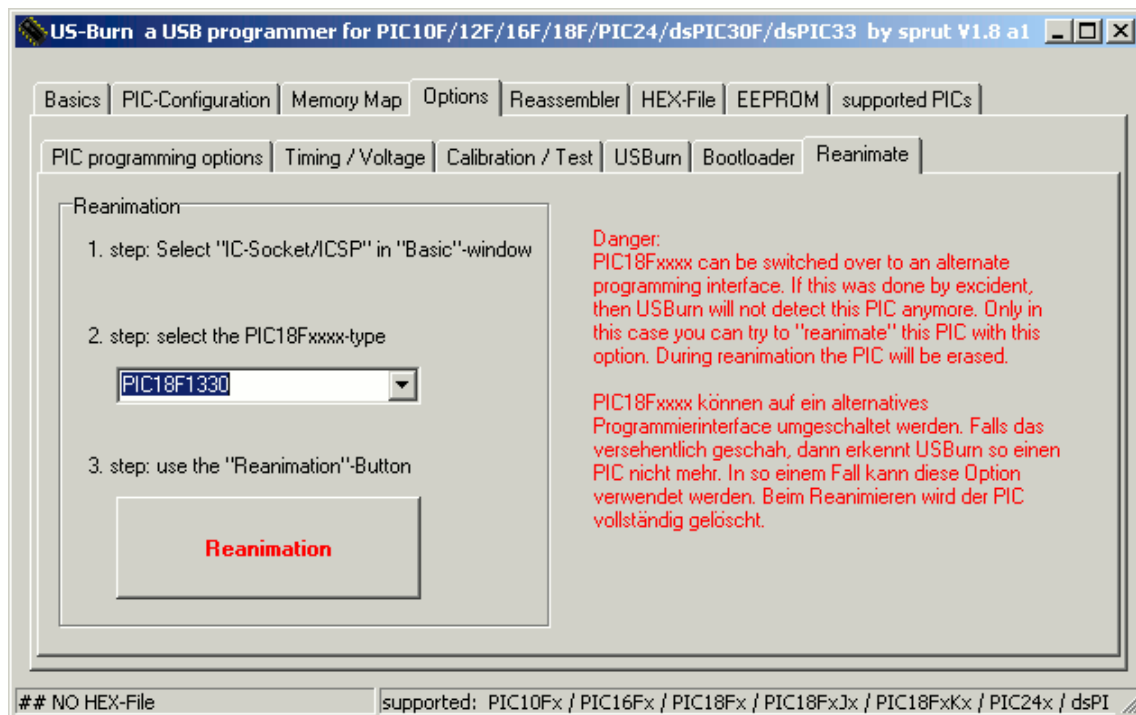 US-Burn a USB programmer for PIC10F/12F/16F/18F/PIC24/dsPIC30F/dsPIC33 by sprut V1.8 a1
Basics PIC-Configuration Memory Map Options Reassembler HEX-File EEPROM supported PICs
PIC programming options Timing / Voltage Calibration / Test USBurn Bootloader Reanimate
Reanimation
1. step: Select "IC-Socket/ICSP" in "Basic"-window
2. step: select the PIC18Fxxxx-type
PIC18F1330
3. step: use the "Reanimation"-Button
Reanimation
Danger:
PIC18Fxxxx can be switched over to an alternate
programming interface. If this was done by excident,
then USBurn will not detect this PIC anymore. Only in
this case you can try to "reanimate" this PIC with this
option. During reanimation the PIC will be erased.
PIC18Fxxxx können auf ein alternatives
Programmierinterface umgeschaltet werden. Falls das
versehentlich geschah, dann erkennt USBurn so einen
PIC nicht mehr. In so einem Fall kann diese Option
verwendet werden. Beim Reanimieren wird der PIC
vollständig gelöscht.
## NO HEX-File
supported: PIC10Fx / PIC16Fx / PIC18Fx / PIC18FxJx / PIC18FxKx / PIC24x / dsPI